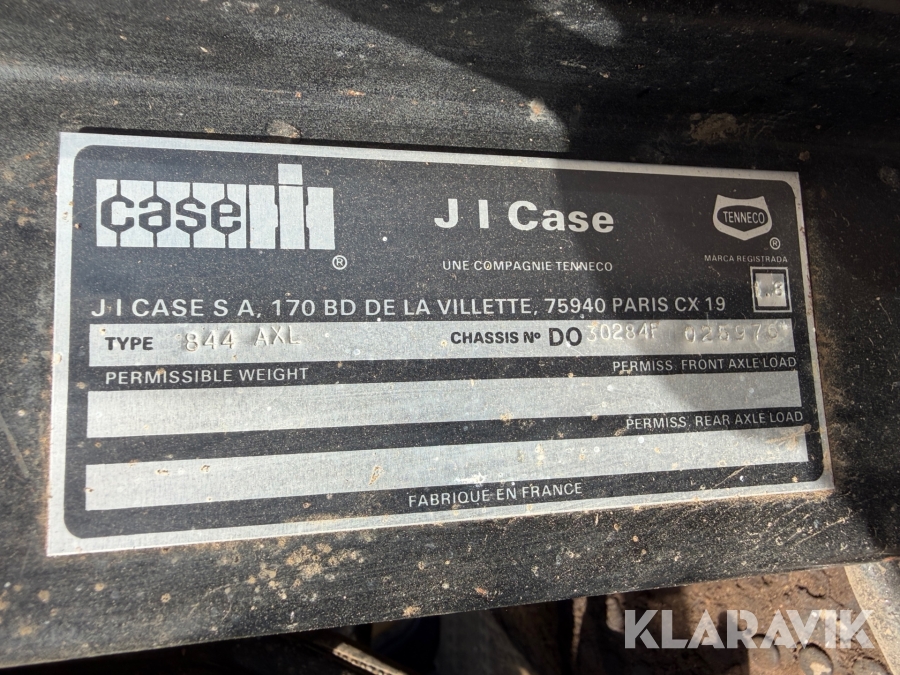 case IH
®
J I Case
UNE COMPAGNIE TENNECO
TENNECO
®
MARCA REGISTRADA
J.I CASE S A, 170 BD DE LA VILLETTE, 75940 PARIS CX 19
TYPE 844 AXL CHASSIS Nº DO 30284F
PERMISSIBLE WEIGHT PERMISS. FRONT AXLE LOAD
PERMISS. REAR AXLE LOAD
FABRIQUE EN FRANCE
KLARAVIK